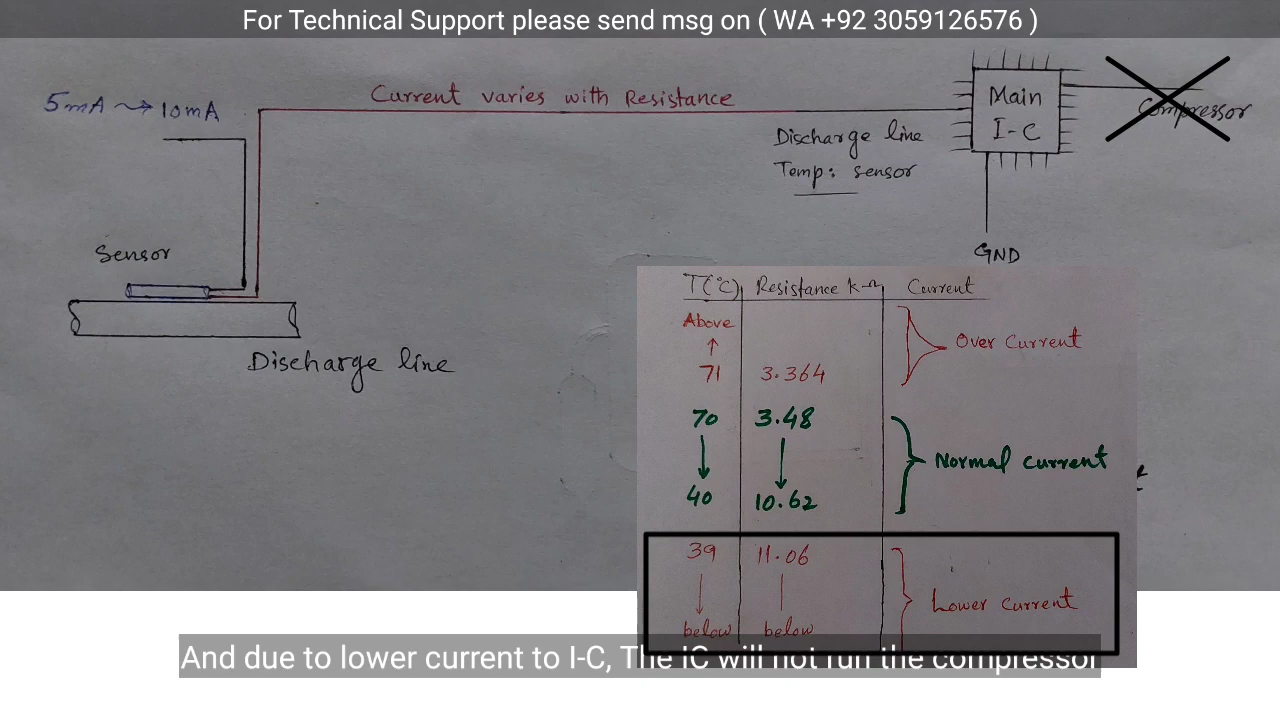 For Technical Support please send msg on ( WA +92 3059126576 )
5mA → 10mA
Current varies with Resistance
Main
I-C
Compressor
Discharge line
Temp: sensor
Sensor
GND
Discharge line
T(°C) Resistance k-Ω Current
Above
↑
71 3.364
Over Current
70 3.48
↓ ↓
40 10.62
Normal current
39 11.06
↓
below below
Lower current
And due to lower current to I-C, The IC will not run the compressor